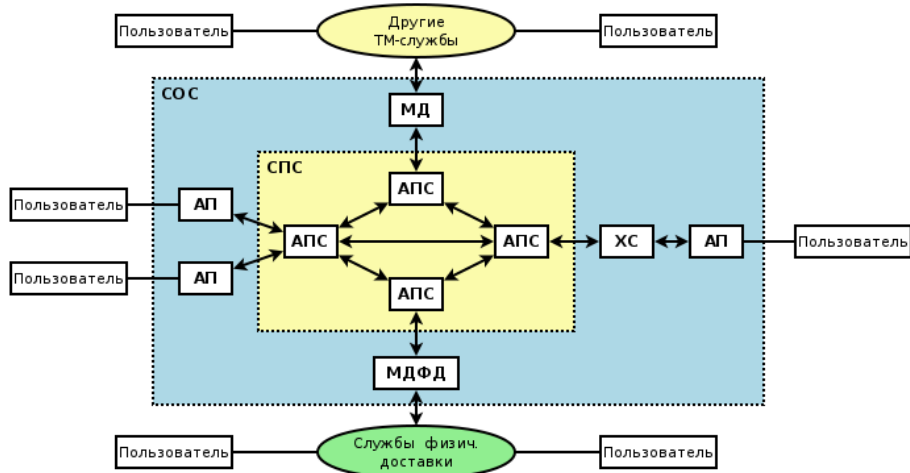 Пользователь
Другие
ТМ-службы
Пользователь
СОС
МД
СПС
АПС
Пользователь
АП
АПС
АПС
ХС
АП
Пользователь
Пользователь
АП
АПС
МДФД
Пользователь
Службы физич.
доставки
Пользователь